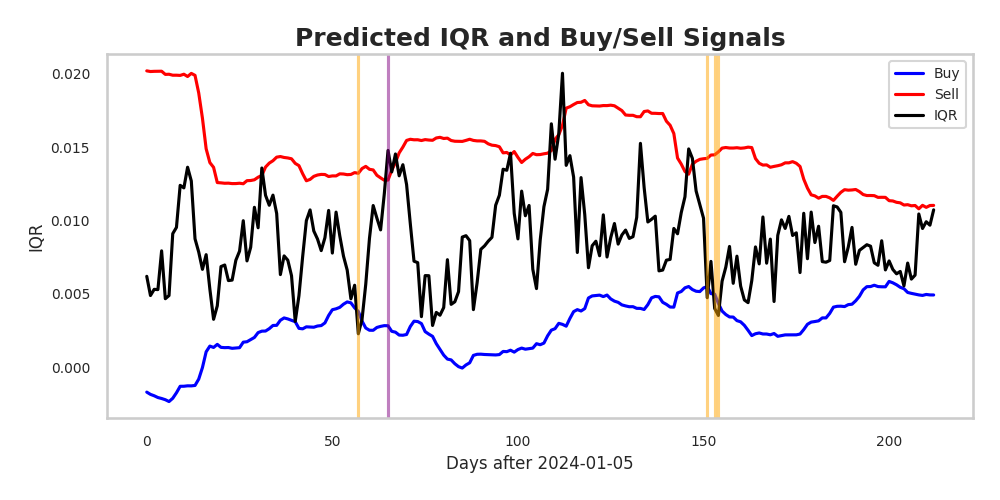 Predicted IQR and Buy/Sell Signals
0.020
0.015
0.010
0.005
0.000
IQR
Buy
Sell
IQR
0 50 100 150 200
Days after 2024-01-05